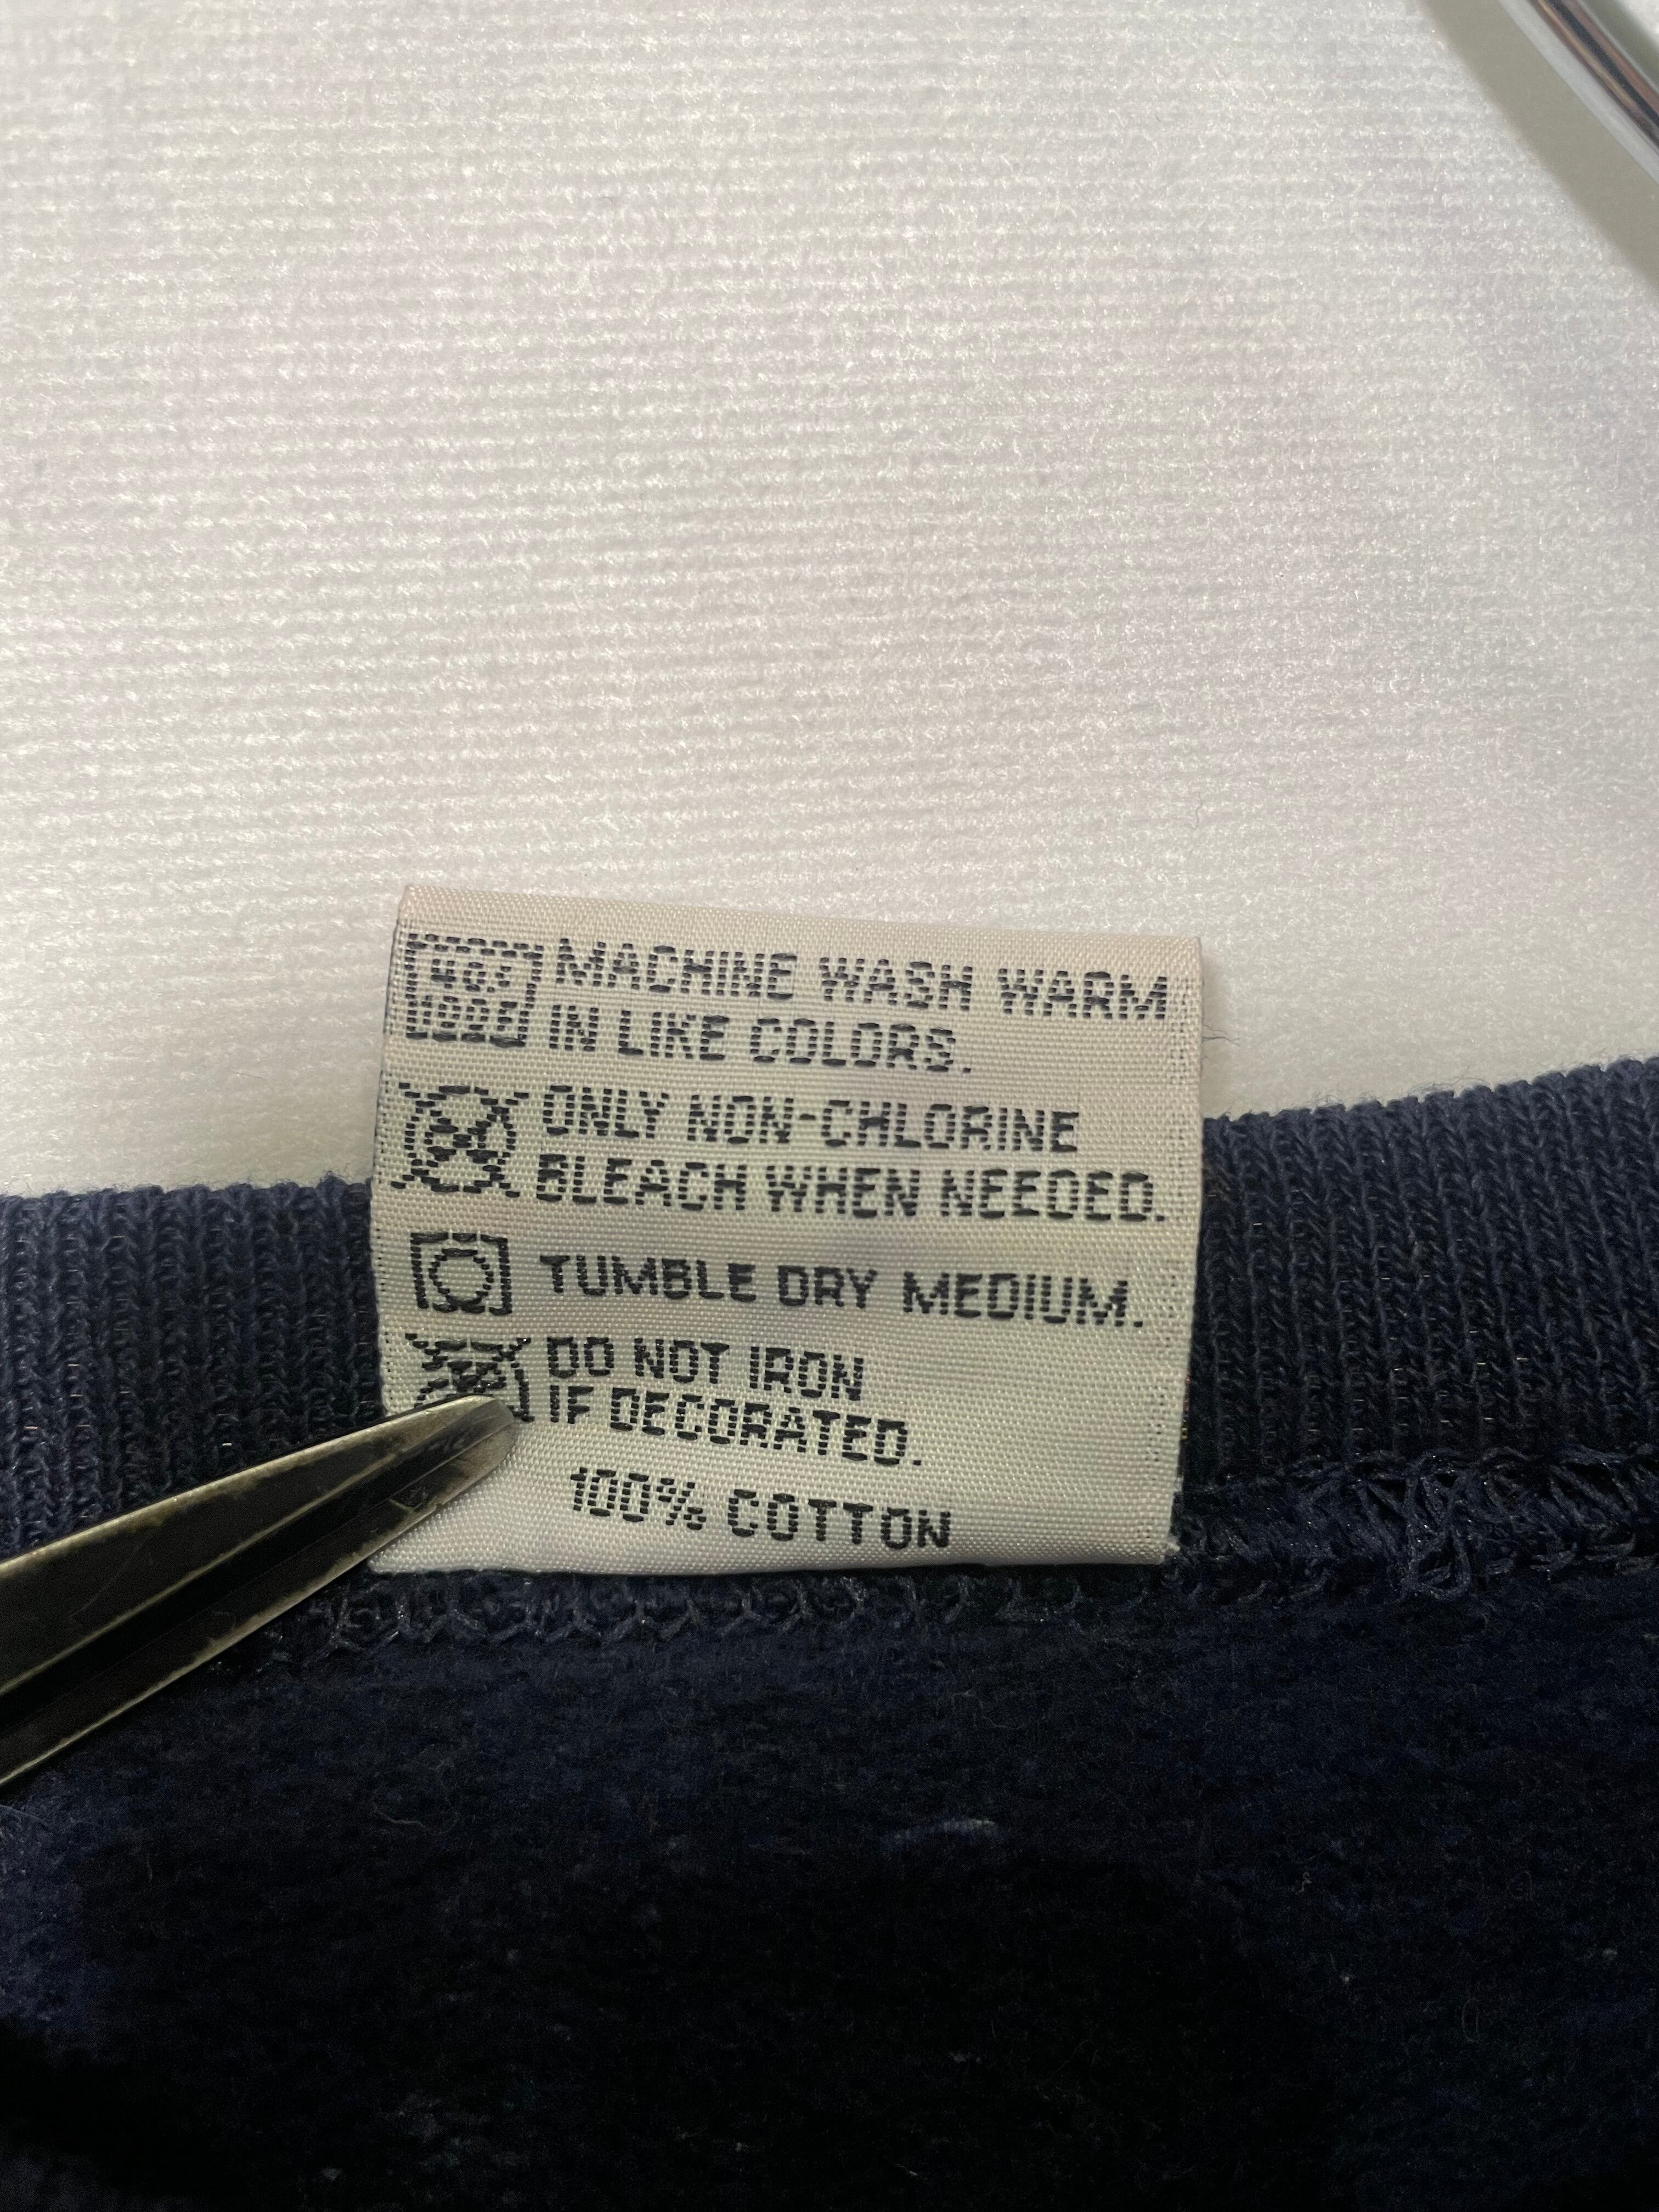 MACHINE WASH WARM
IN LIKE COLORS.
ONLY NON-CHLORINE
BLEACH WHEN NEEDED.
TUMBLE DRY MEDIUM.
DO NOT IRON
IF DECORATED.
100% COTTON